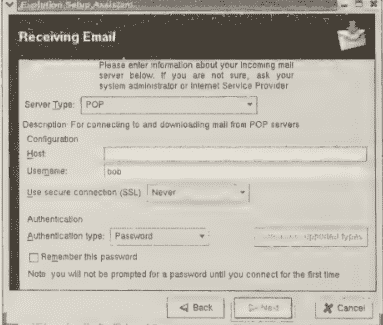 Evolution Setup Assistant
Receiving Email
Please enter information about your incoming mail
server below. If you are not sure, ask your
system administrator or Internet Service Provider
Server Type: POP
Description: For connecting to and downloading mail from POP servers
Configuration
Host:
Username: bob
Use secure connection (SSL) Never
Authentication
Authentication type: Password
supported types
Remember this password
Note: you will not be prompted for a password until you connect for the first time
Back Next Cancel